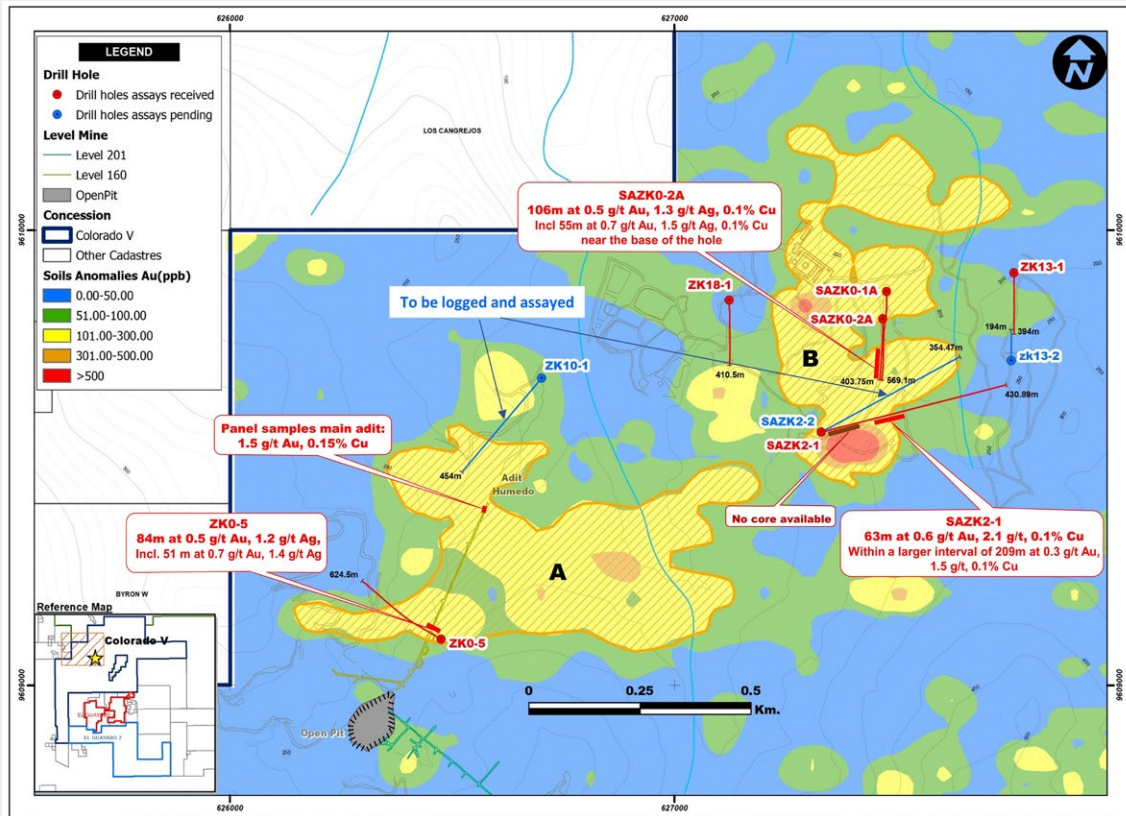 626000
627000
LEGEND
Drill Hole
Drill holes assays received
Drill holes assays pending
Level Mine
Level 201
Level 160
OpenPit
Concession
Colorado V
Other Cadastres
Soils Anomalies Au(ppb)
0.00-50.00
51.00-100.00
101.00-300.00
301.00-500.00
>500
N
LOS CANGREJOS
SAZK0-2A
106m at 0.5 g/t Au, 1.3 g/t Ag, 0.1% Cu
Incl 55m at 0.7 g/t Au, 1.5 g/t Ag, 0.1% Cu
near the base of the hole
9610000
9610000
To be logged and assayed
ZK18-1
SAZK0-1A
SAZK0-2A
ZK13-1
194m
394m
zk13-2
354.47m
B
ZK10-1
410.5m
403.75m
569.1m
430.89m
SAZK2-2
SAZK2-1
Panel samples main adit:
1.5 g/t Au, 0.15% Cu
454m
Adit
Humedo
No core available
SAZK2-1
63m at 0.6 g/t Au, 2.1 g/t, 0.1% Cu
Within a larger interval of 209m at 0.3 g/t Au,
1.5 g/t, 0.1% Cu
ZK0-5
84m at 0.5 g/t Au, 1.2 g/t Ag,
Incl. 51 m at 0.7 g/t Au, 1.4 g/t Ag
624.5m
A
BYRON W
Reference Map
Colorado V
EL GUAYABO 2
ZK0-5
0
0.25
0.5
Km.
Open Pit
9609000
9609000
626000
627000